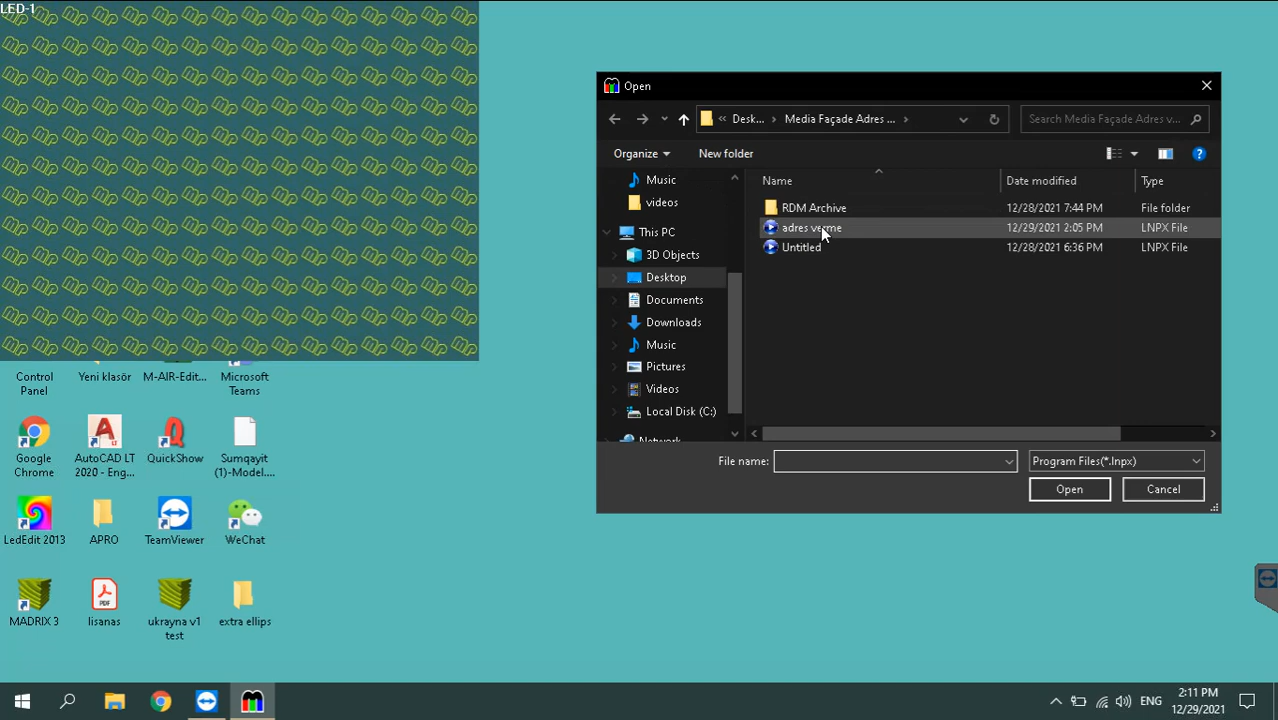 LED-1
Open
« Desk... › Media Façade Adres ... ›
Search Media Façade Adres v...
Organize
New folder
Music
videos
This PC
3D Objects
Desktop
Documents
Downloads
Music
Pictures
Videos
Local Disk (C:)
Network
Name Date modified Type
RDM Archive 12/28/2021 7:44 PM File folder
adres verme 12/29/2021 2:05 PM LNPX File
Untitled 12/28/2021 6:36 PM LNPX File
File name:
Program Files(*.lnpx)
Open
Cancel
Control Panel
Yeni klasör
M-AIR-Edit...
Microsoft Teams
Google Chrome
AutoCAD LT 2020 - Eng...
QuickShow
Sumqayit (1)-Model....
LedEdit 2013
APRO
TeamViewer
WeChat
MADRIX 3
lisanas
ukrayna v1 test
extra ellips
ENG
2:11 PM
12/29/2021